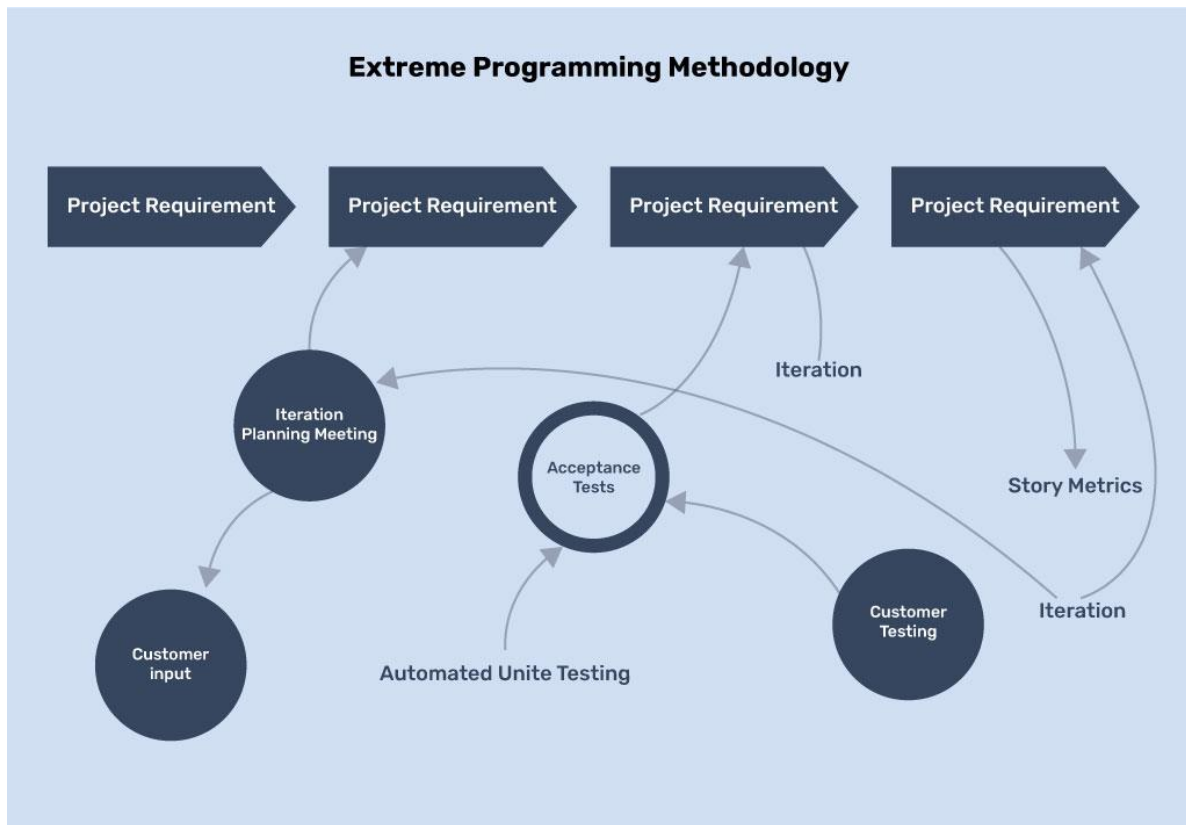 Extreme Programming Methodology
Project Requirement
Project Requirement
Project Requirement
Project Requirement
Iteration
Iteration
Planning Meeting
Acceptance
Tests
Story Metrics
Customer
Testing
Iteration
Customer
input
Automated Unite Testing